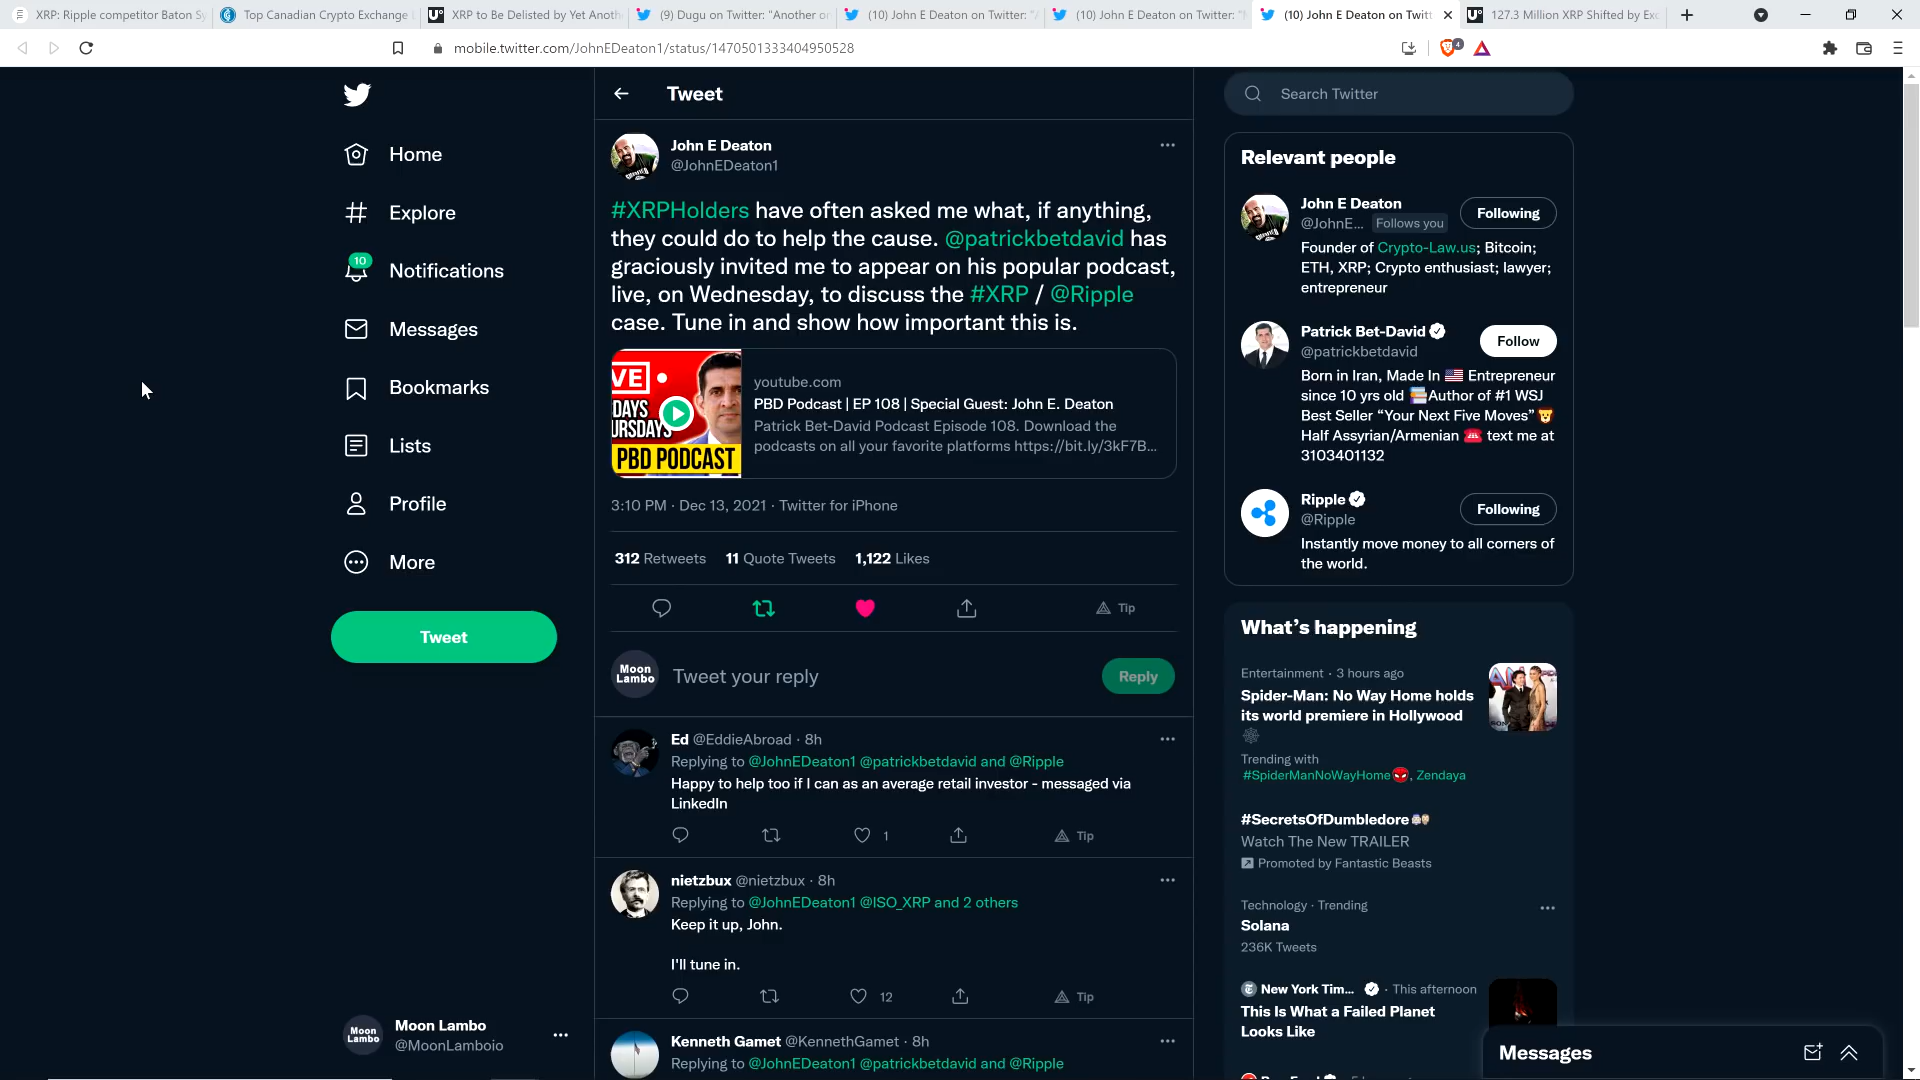 XRP: Ripple competitor Baton Sy
Top Canadian Crypto Exchange
XRP to Be Delisted by Yet Anoth
(9) Dugu on Twitter: "Another on
(10) John E Deaton on Twitter: "
(10) John E Deaton on Twitter: "
(10) John E Deaton on Twitt
127.3 Million XRP Shifted by Exc
mobile.twitter.com/JohnEDeaton1/status/1470501333404950528
4
Home
Explore
10
Notifications
Messages
Bookmarks
Lists
Profile
More
Tweet
Moon Lambo
Moon Lambo
@MoonLamboio
Tweet
John E Deaton
@JohnEDeaton1
#XRPHolders have often asked me what, if anything,
they could do to help the cause. @patrickbetdavid has
graciously invited me to appear on his popular podcast,
live, on Wednesday, to discuss the #XRP / @Ripple
case. Tune in and show how important this is.
VE
DAYS
URSDAYS
PBD PODCAST
youtube.com
PBD Podcast | EP 108 | Special Guest: John E. Deaton
Patrick Bet-David Podcast Episode 108. Download the
podcasts on all your favorite platforms https://bit.ly/3kF7B...
3:10 PM · Dec 13, 2021 · Twitter for iPhone
312 Retweets 11 Quote Tweets 1,122 Likes
Tip
Moon
Lambo
Tweet your reply
Reply
Ed @EddieAbroad · 8h
Replying to @JohnEDeaton1 @patrickbetdavid and @Ripple
Happy to help too if I can as an average retail investor - messaged via
LinkedIn
1
Tip
nietzbux @nietzbux · 8h
Replying to @JohnEDeaton1 @ISO_XRP and 2 others
Keep it up, John.
I'll tune in.
12
Tip
Kenneth Gamet @KennethGamet · 8h
Replying to @JohnEDeaton1 @patrickbetdavid and @Ripple
Search Twitter
Relevant people
John E Deaton
@JohnE... Follows you
Following
Founder of Crypto-Law.us; Bitcoin;
ETH, XRP; Crypto enthusiast; lawyer;
entrepreneur
Patrick Bet-David
@patrickbetdavid
Follow
Born in Iran, Made In 🇺🇸 Entrepreneur
since 10 yrs old 📚Author of #1 WSJ
Best Seller “Your Next Five Moves”🦁
Half Assyrian/Armenian ☎️ text me at
3103401132
Ripple
@Ripple
Following
Instantly move money to all corners of
the world.
What’s happening
Entertainment · 3 hours ago
Spider-Man: No Way Home holds
its world premiere in Hollywood
🕸️
Trending with
#SpiderManNoWayHome, Zendaya
#SecretsOfDumbledore
Watch The New TRAILER
Promoted by Fantastic Beasts
Technology · Trending
Solana
236K Tweets
New York Tim... · This afternoon
This Is What a Failed Planet
Looks Like
Messages